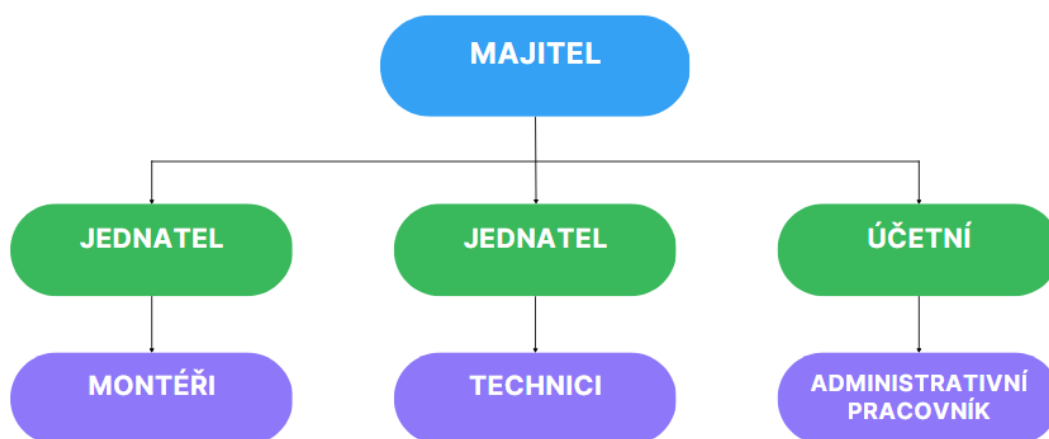 MAJITEL
JEDNATEL
JEDNATEL
ÚČETNÍ
MONTÉŘI
TECHNICI
ADMINISTRATIVNÍ
PRACOVNÍK